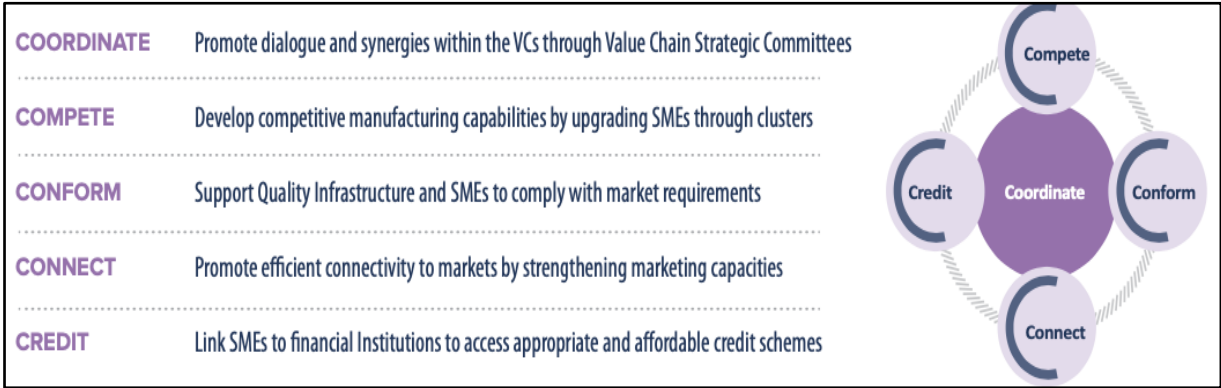 COORDINATE Promote dialogue and synergies within the VCs through Value Chain Strategic Committees
COMPETE Develop competitive manufacturing capabilities by upgrading SMEs through clusters
CONFORM Support Quality Infrastructure and SMEs to comply with market requirements
CONNECT Promote efficient connectivity to markets by strengthening marketing capacities
CREDIT Link SMEs to financial Institutions to access appropriate and affordable credit schemes
Compete
Credit
Coordinate
Conform
Connect